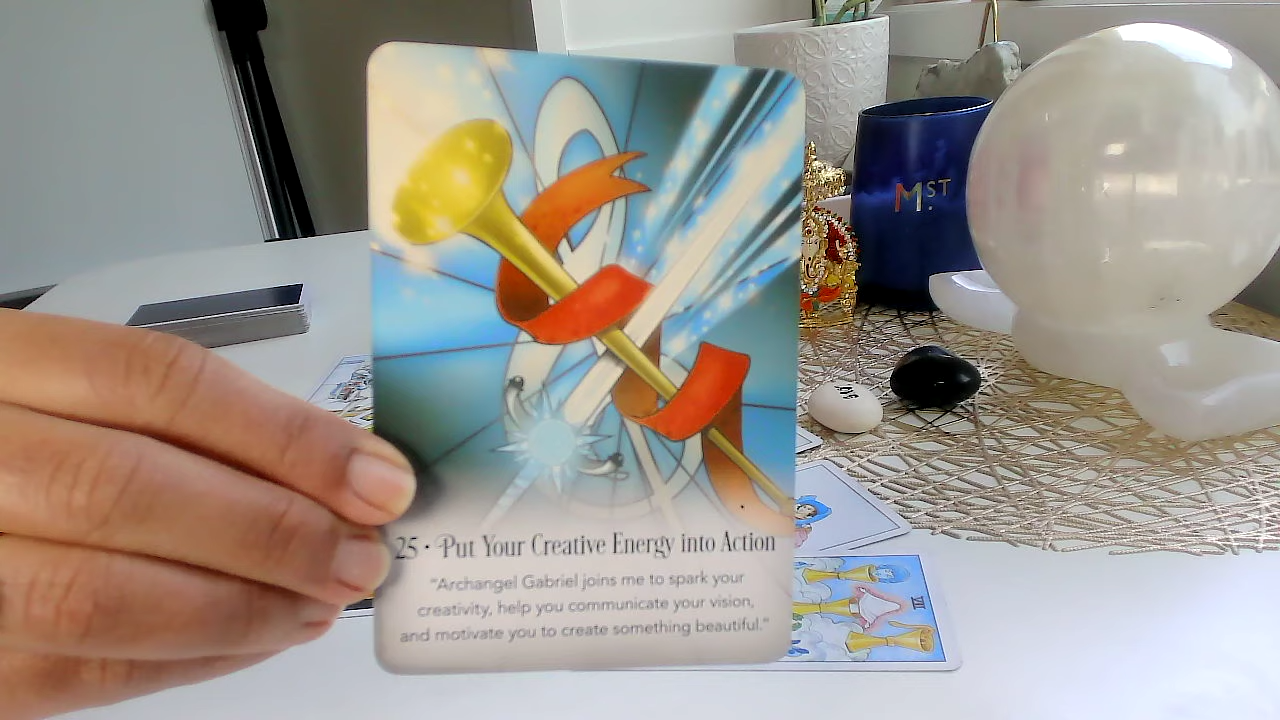 MST
25 · Put Your Creative Energy into Action
"Archangel Gabriel joins me to spark your
creativity, help you communicate your vision,
and motivate you to create something beautiful."
VII